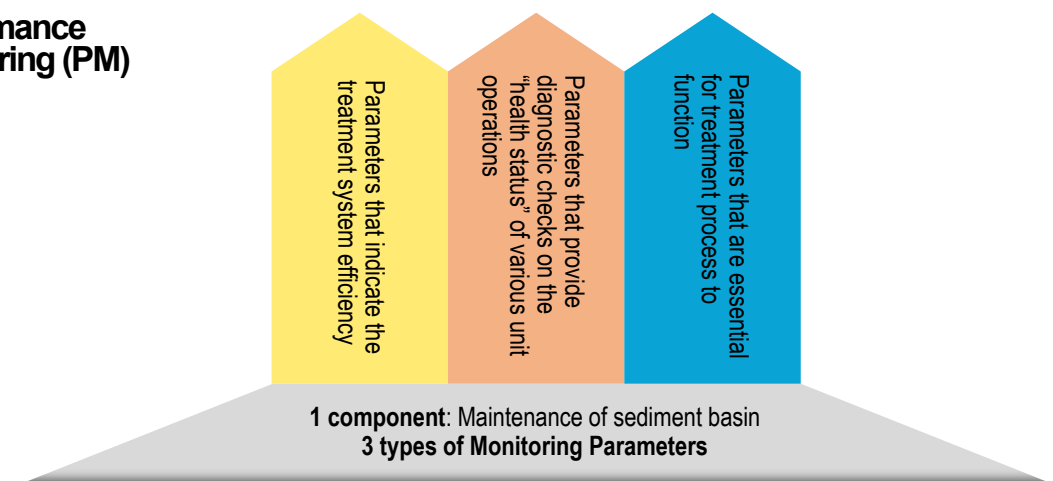 mance
ring (PM)
Parameters that indicate the
treatment system efficiency
Parameters that provide
diagnostic checks on the
“health status” of various unit
operations
Parameters that are essential
for treatment process to
function
1 component: Maintenance of sediment basin
3 types of Monitoring Parameters